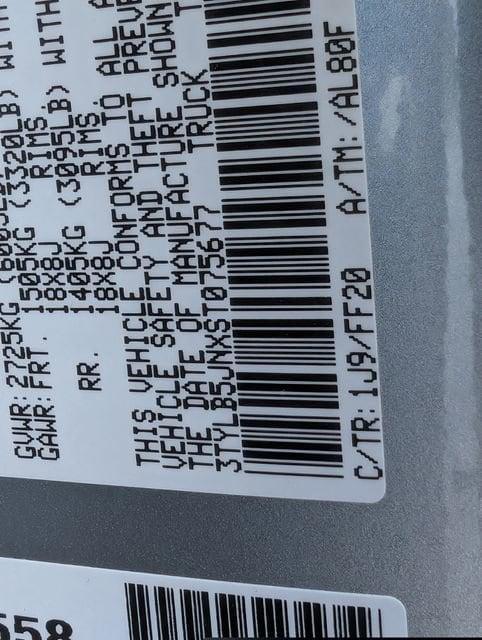 GVWR: 2725KG
GAWR: FRT. 1505KG (3320LB) WITH
18X8J RIMS
RR. 1405KG (3095LB) WITH
18X8J RIMS.
THIS VEHICLE CONFORMS TO ALL
VEHICLE SAFETY AND THEFT PREVE
THE DATE OF MANUFACTURE SHOWN
3TYLB5JNXST075677 TRUCK
C/TR: 1J9/FF20 A/TM: /AL80F
558